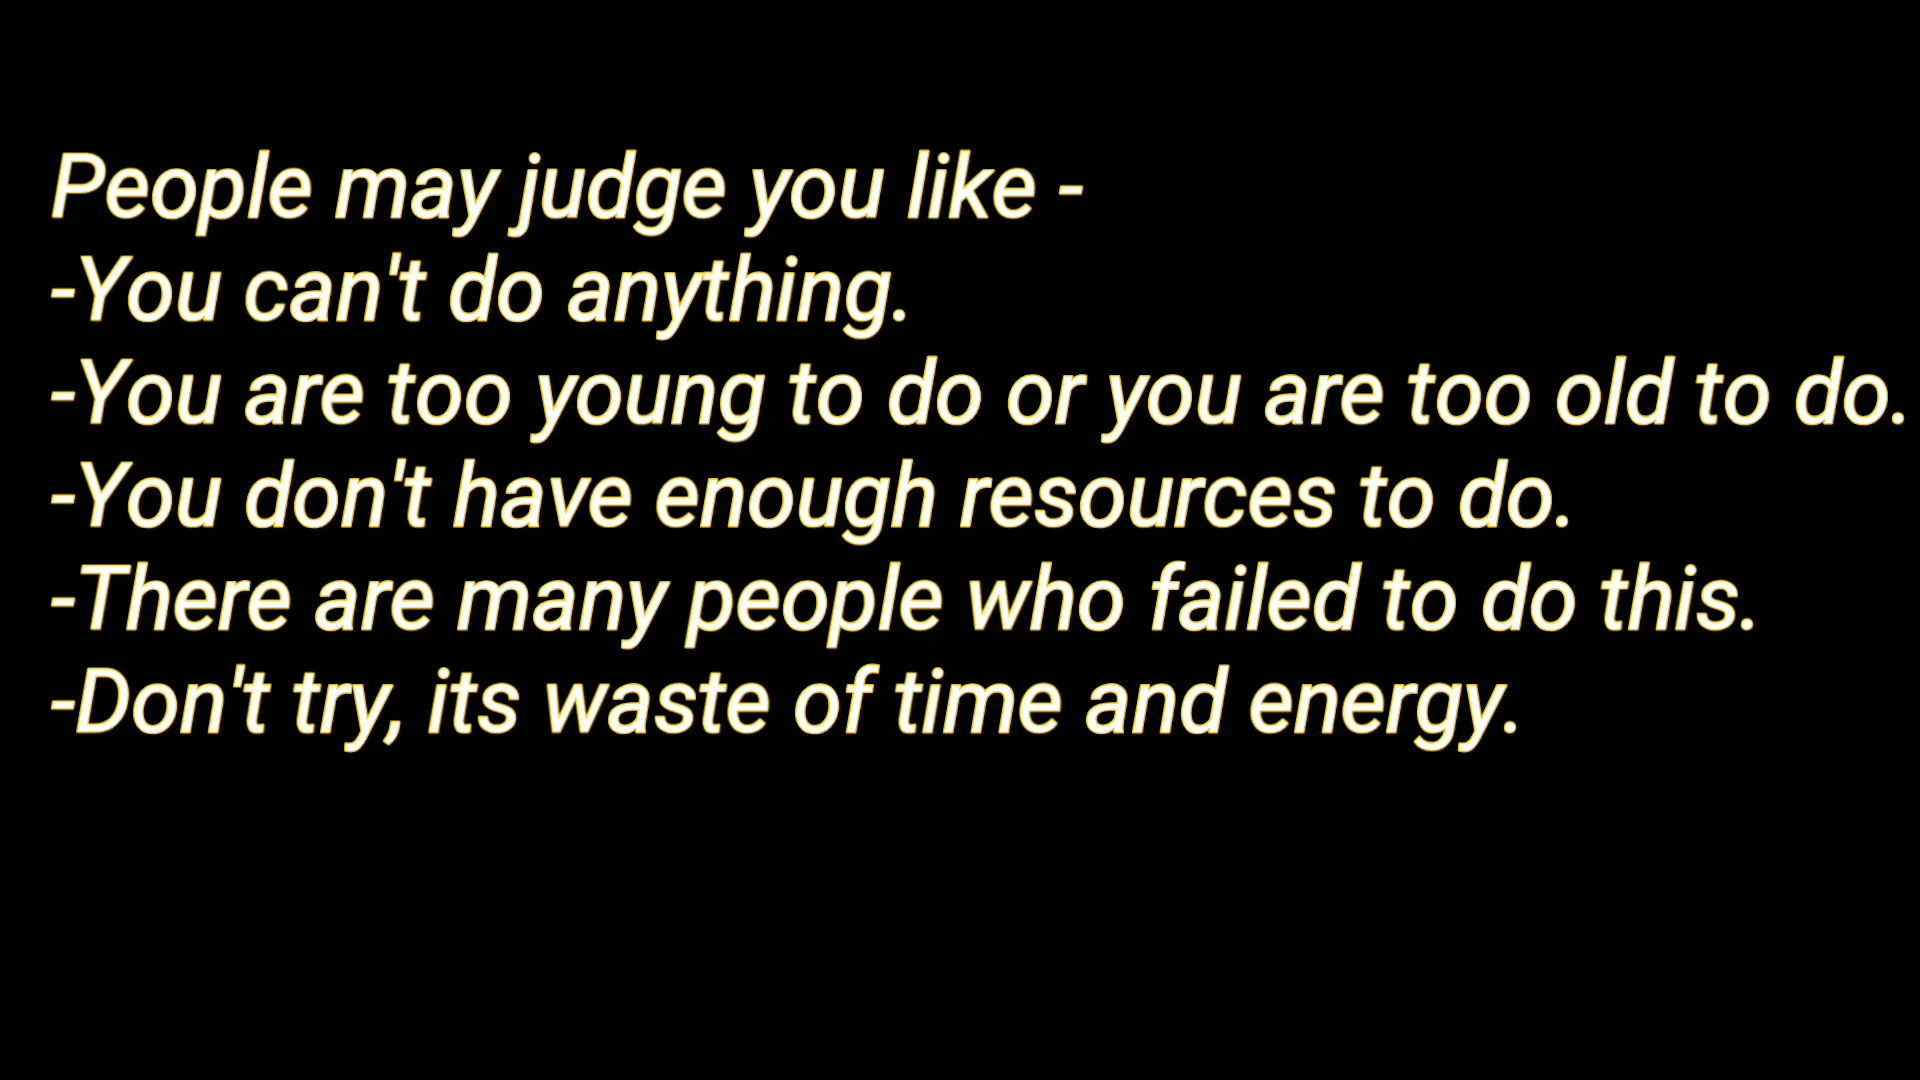 People may judge you like -
-You can't do anything.
-You are too young to do or you are too old to do.
-You don't have enough resources to do.
-There are many people who failed to do this.
-Don't try, its waste of time and energy.